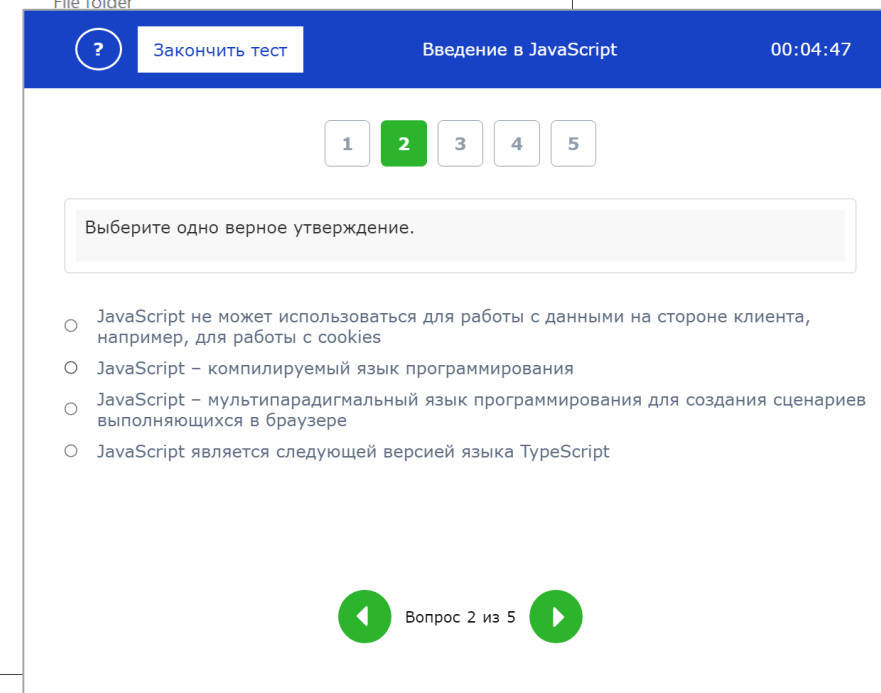 File folder
?
Закончить тест
Введение в JavaScript
00:04:47
1 2 3 4 5
Выберите одно верное утверждение.
JavaScript не может использоваться для работы с данными на стороне клиента,
например, для работы с cookies
JavaScript – компилируемый язык программирования
JavaScript – мультипарадигмальный язык программирования для создания сценариев
выполняющихся в браузере
JavaScript является следующей версией языка TypeScript
Вопрос 2 из 5